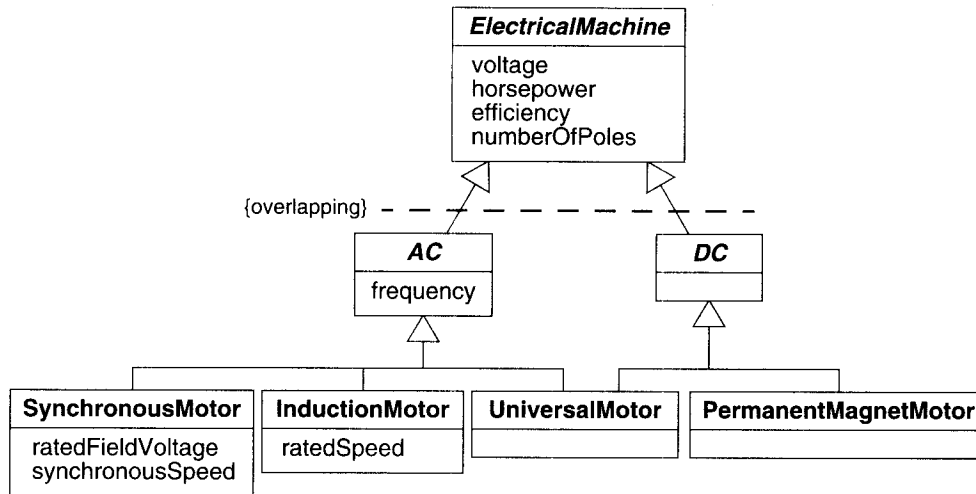 ElectricalMachine
voltage
horsepower
efficiency
numberOfPoles
{overlapping}
AC
frequency
DC
SynchronousMotor
ratedFieldVoltage
synchronousSpeed
InductionMotor
ratedSpeed
UniversalMotor
PermanentMagnetMotor